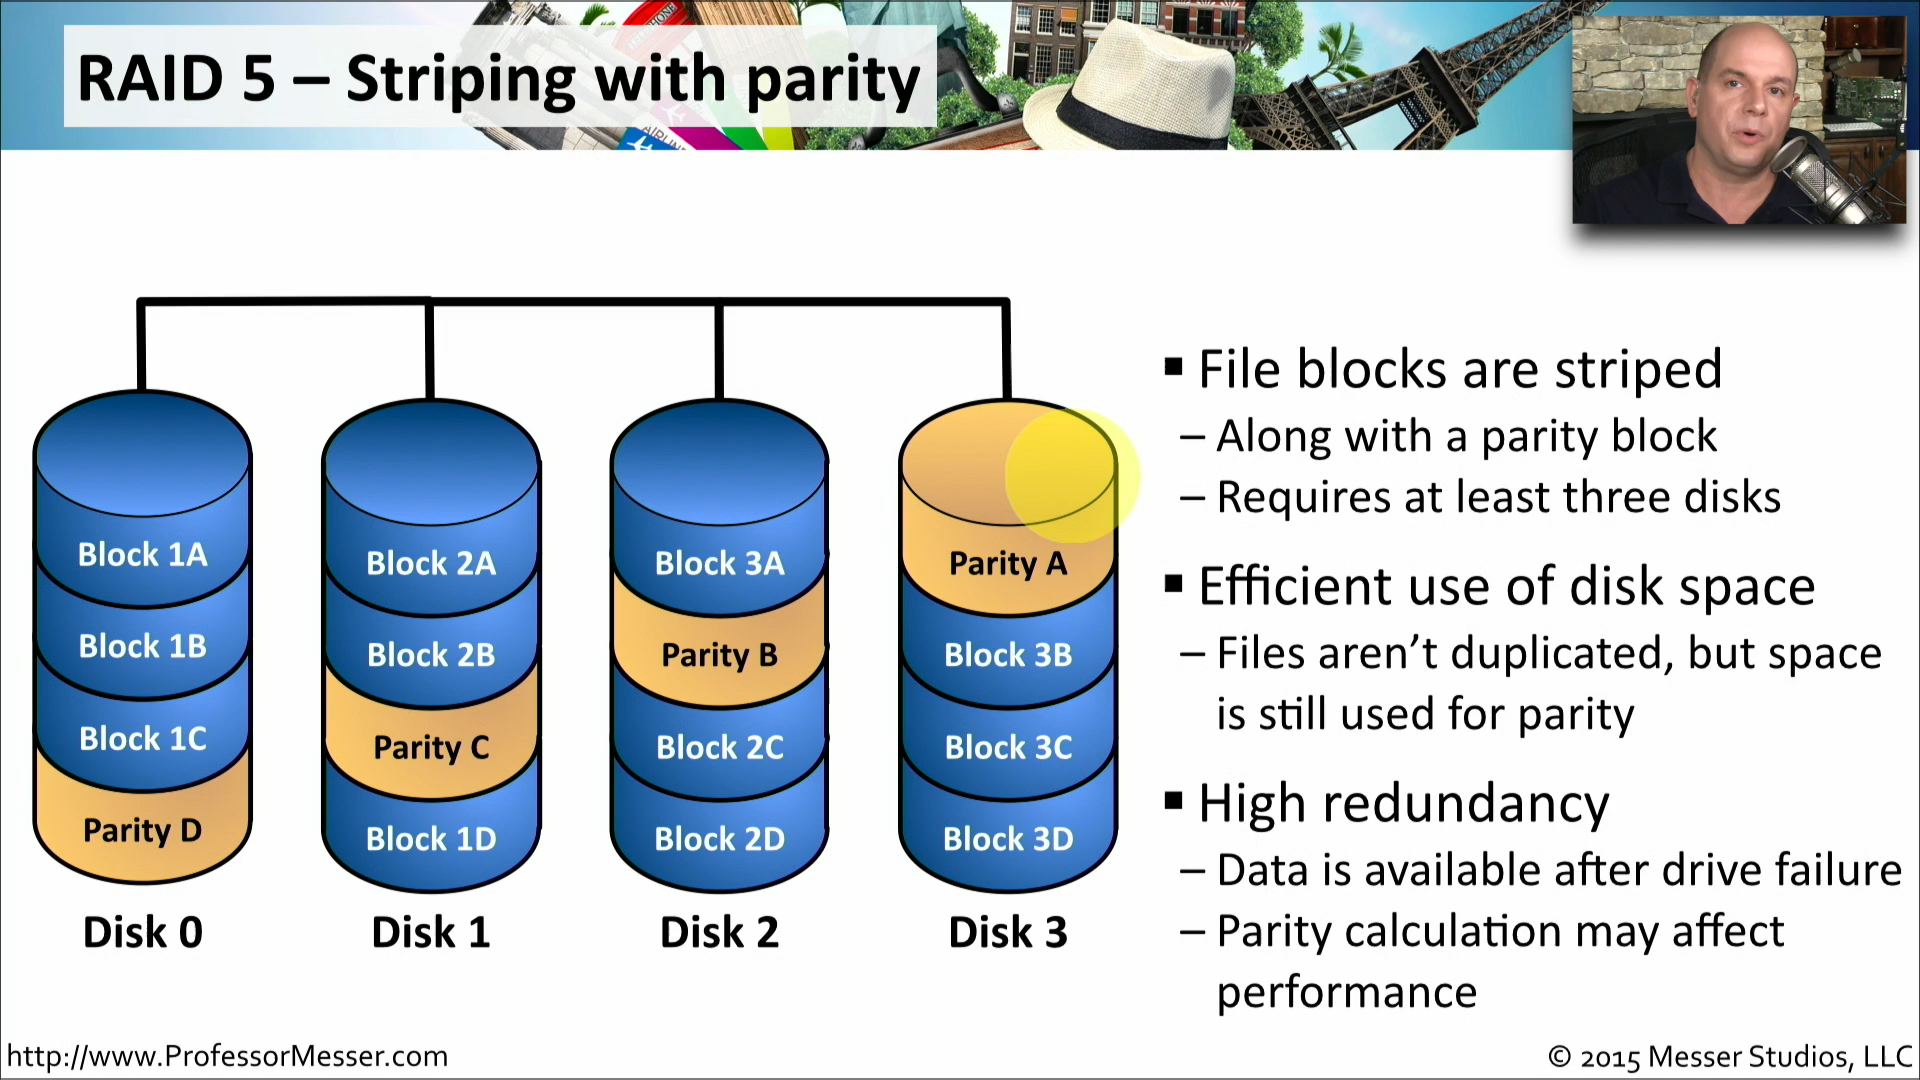 RAID 5 – Striping with parity
PHONE
AIRLINE
Block 1A
Block 1B
Block 1C
Parity D
Disk 0
Block 2A
Block 2B
Parity C
Block 1D
Disk 1
Block 3A
Parity B
Block 2C
Block 2D
Disk 2
Parity A
Block 3B
Block 3C
Block 3D
Disk 3
▪ File blocks are striped
– Along with a parity block
– Requires at least three disks
▪ Efficient use of disk space
– Files aren’t duplicated, but space
is still used for parity
▪ High redundancy
– Data is available after drive failure
– Parity calculation may affect
performance
http://www.ProfessorMesser.com
© 2015 Messer Studios, LLC